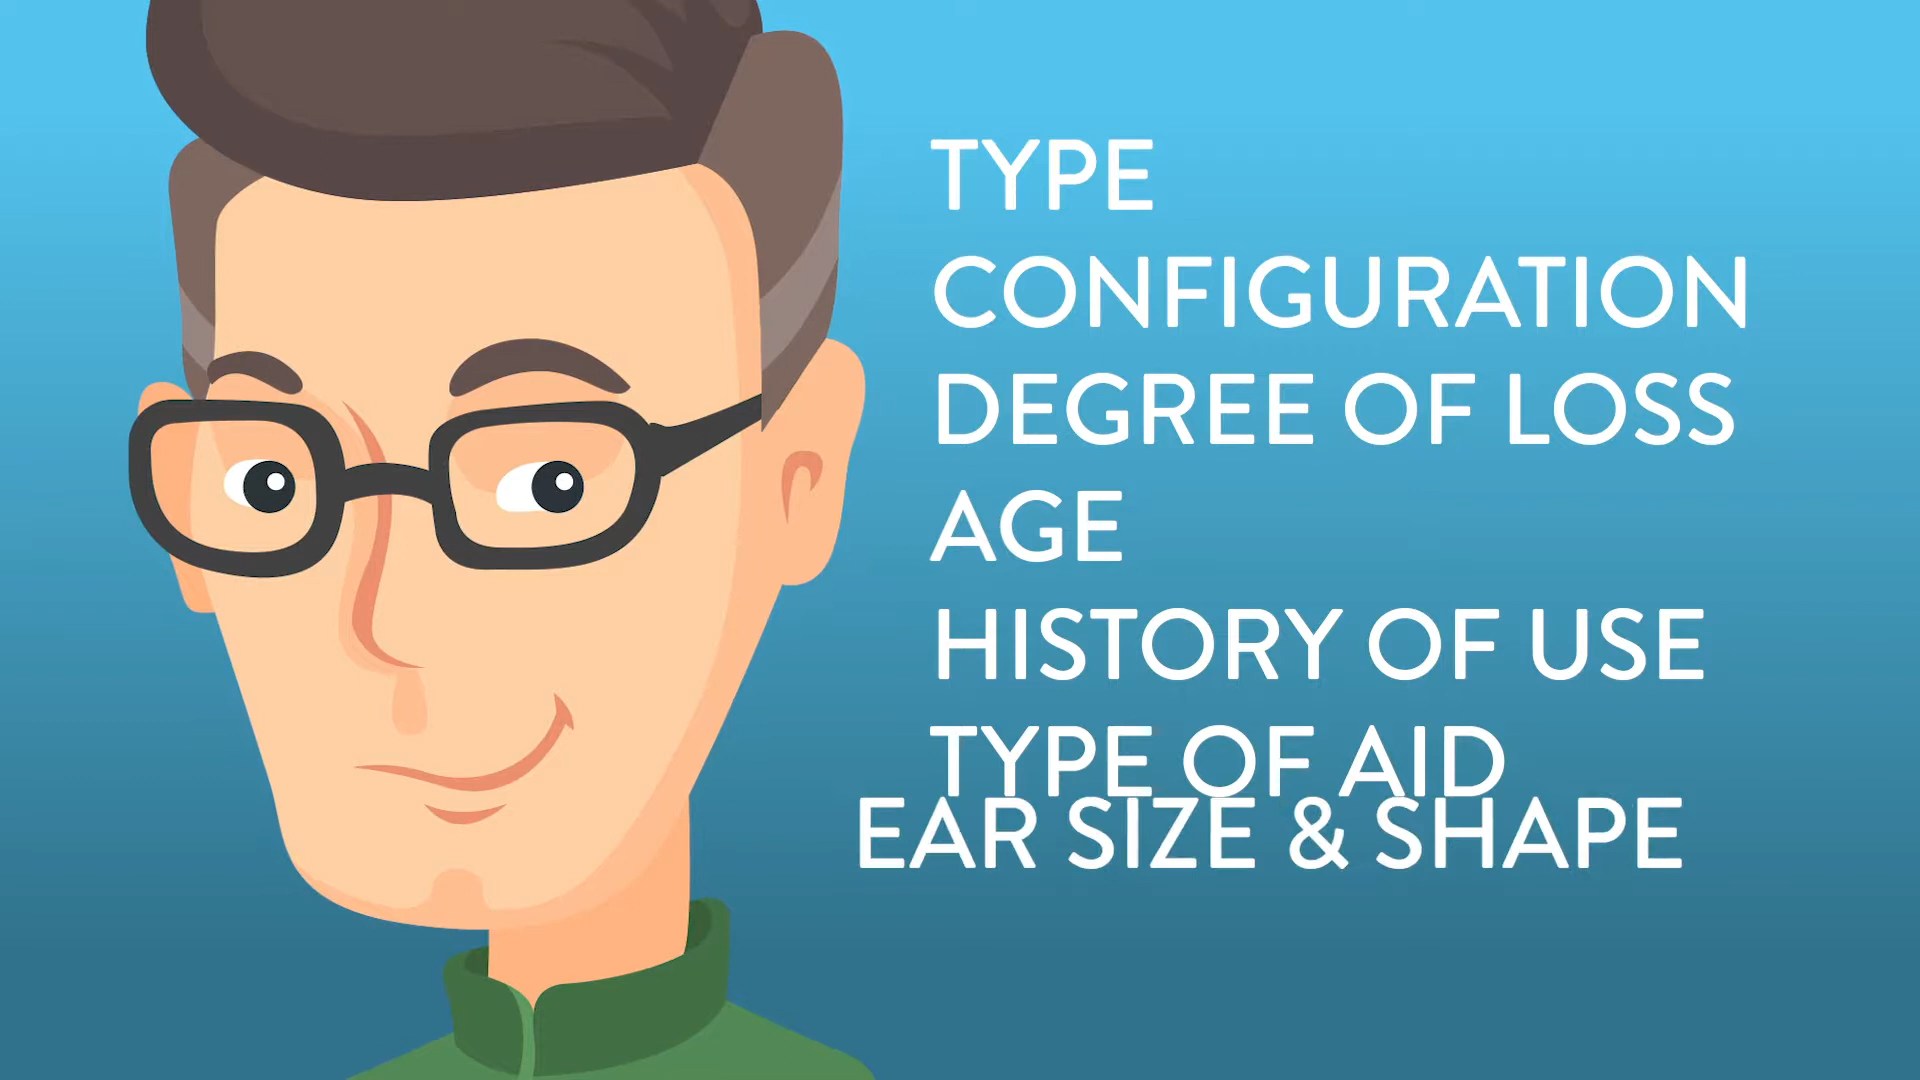 TYPE
CONFIGURATION
DEGREE OF LOSS
AGE
HISTORY OF USE
TYPE OF AID
EAR SIZE & SHAPE